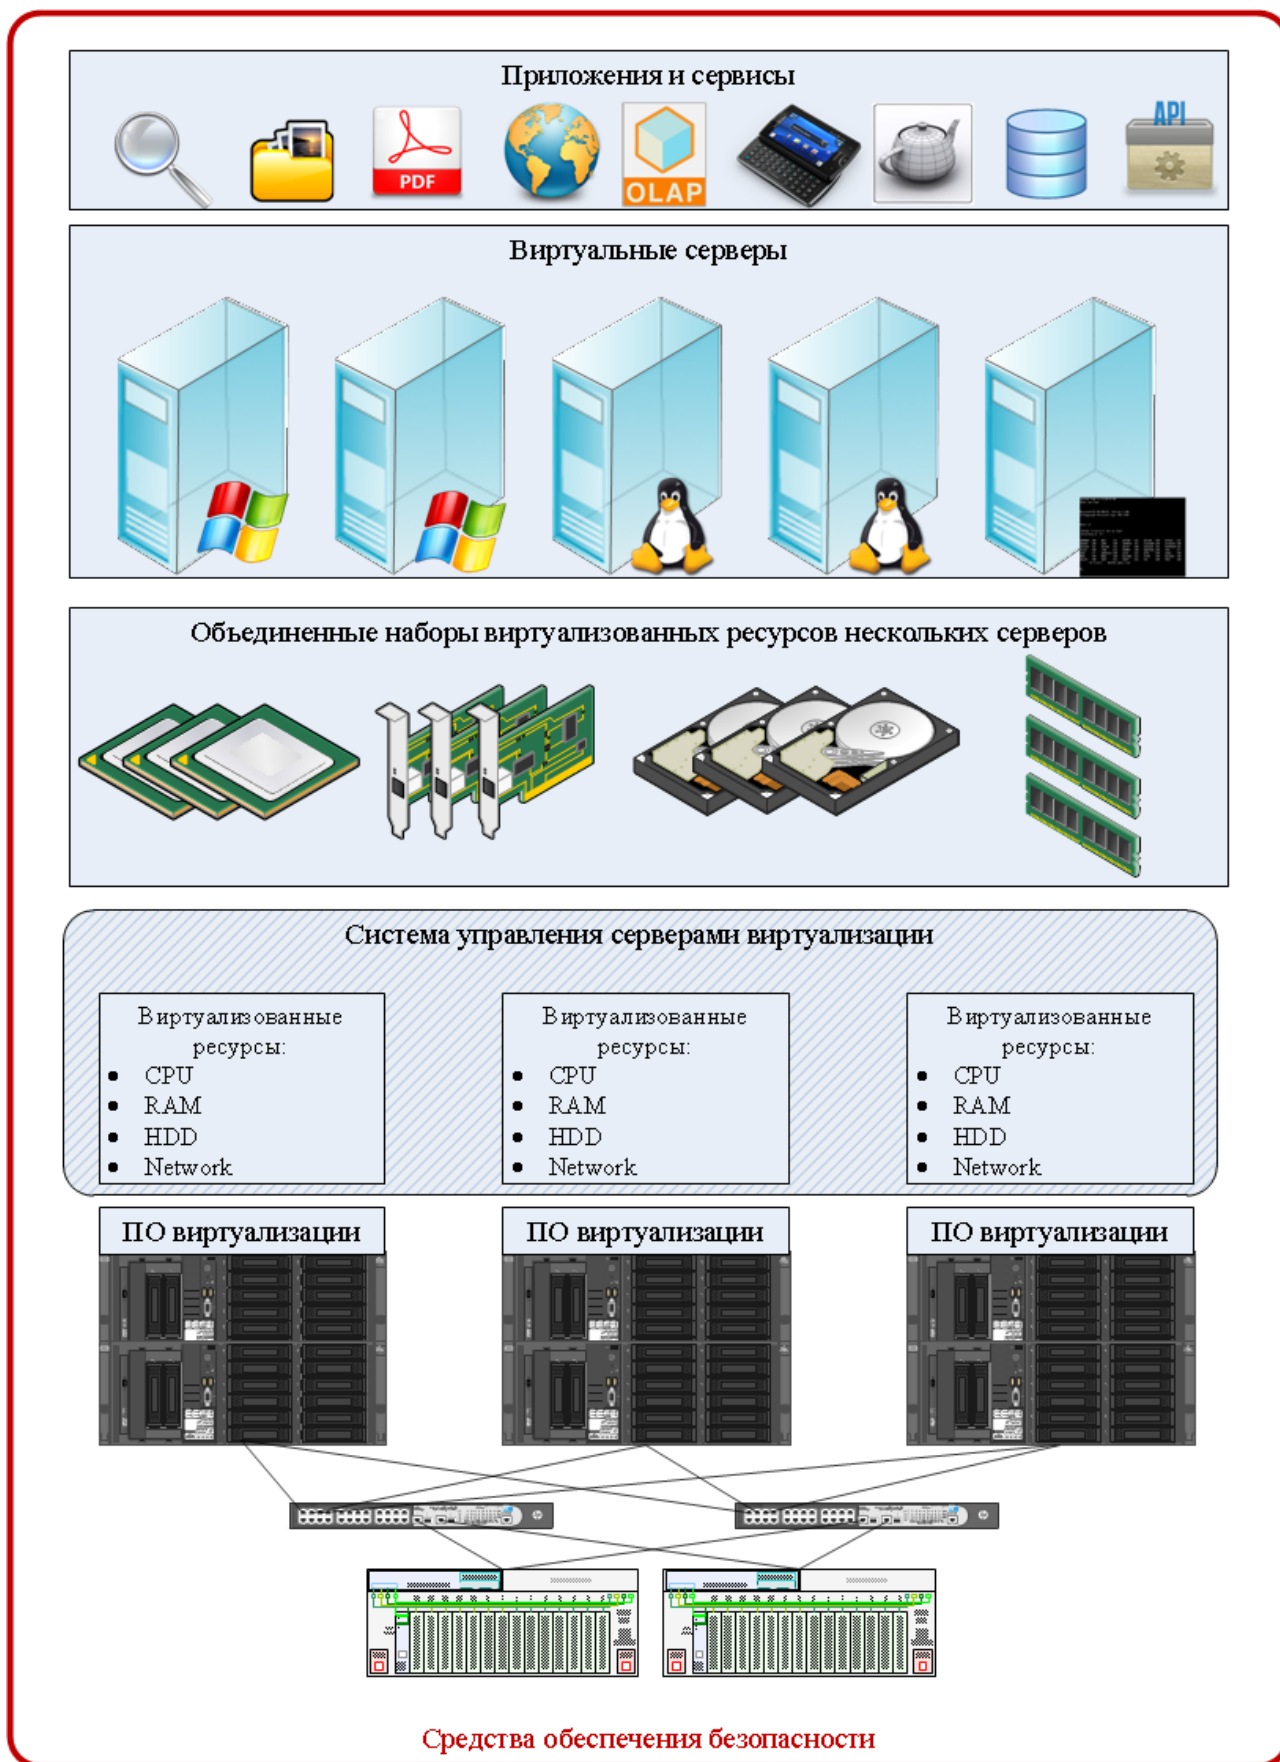 Приложения и сервисы
PDF
OLAP
API
Виртуальные серверы
Объединенные наборы виртуализованных ресурсов нескольких серверов
Система управления серверами виртуализации
Виртуализованные
ресурсы:
• CPU
• RAM
• HDD
• Network
Виртуализованные
ресурсы:
• CPU
• RAM
• HDD
• Network
Виртуализованные
ресурсы:
• CPU
• RAM
• HDD
• Network
ПО виртуализации
ПО виртуализации
ПО виртуализации
Средства обеспечения безопасности